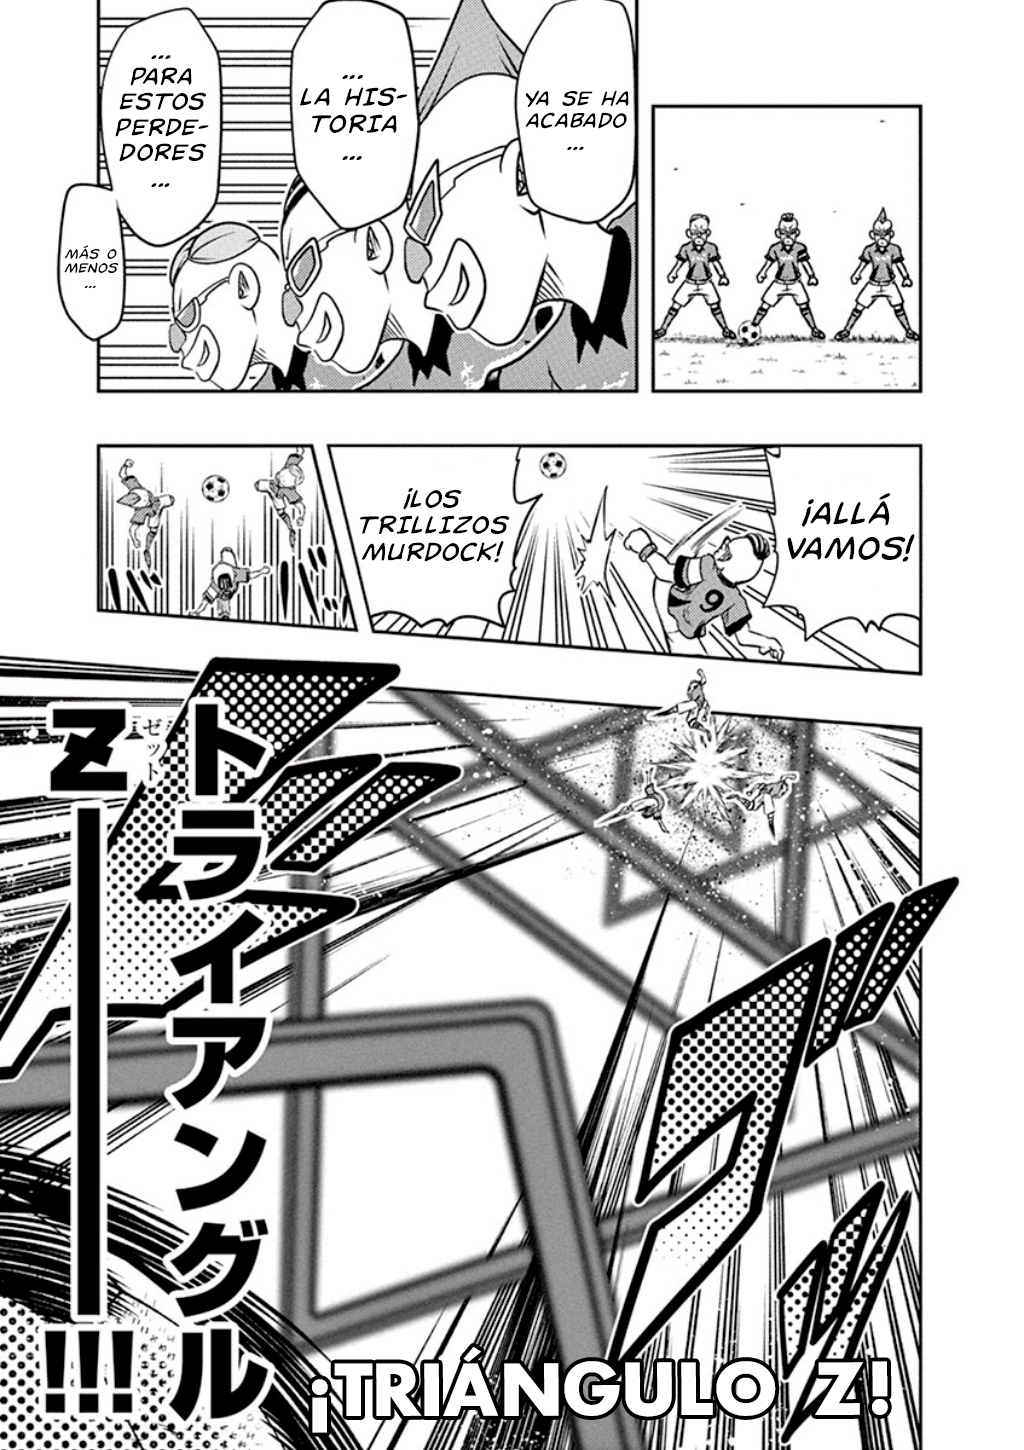 YA SE HA
ACABADO
...
...
LA HIS-
TORIA
...
...
PARA
ESTOS
PERDE-
DORES
...
MÁS O
MENOS
...
¡ALLÁ
VAMOS!
9
¡LOS
TRILLIZOS
MURDOCK!
トライアングル
Z——!!!
ゼット
¡TRIÁNGULO Z!